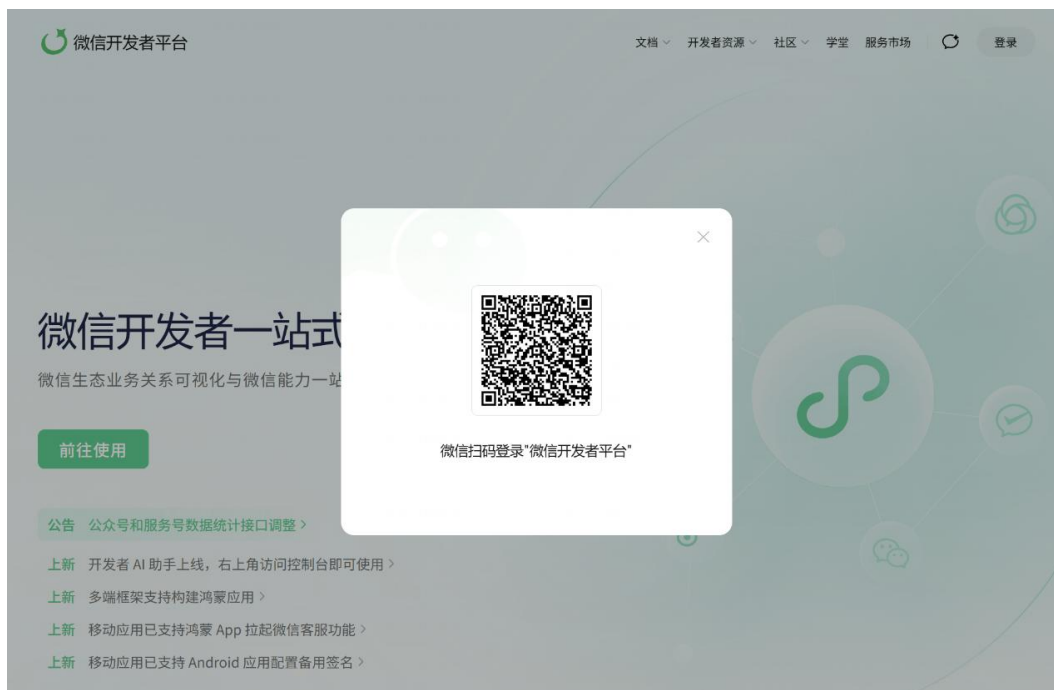 微信开发者平台
文档 开发者资源 社区 学堂 服务市场 登录
微信开发者一站式
微信生态业务关系可视化与微信能力一站
前往使用
微信扫码登录"微信开发者平台"
公告 公众号和服务号数据统计接口调整
上新 开发者 AI 助手上线，右上角访问控制台即可使用
上新 多端框架支持构建鸿蒙应用
上新 移动应用已支持鸿蒙 App 拉起微信客服功能
上新 移动应用已支持 Android 应用配置备用签名